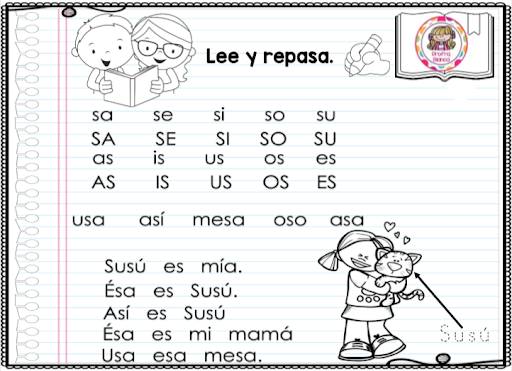 Lee y repasa.
Profra. Blanca
sa se si so su
SA SE SI SO SU
as is us os es
AS IS US OS ES
usa así mesa oso asa
Susú es mía.
Ésa es Susú.
Así es Susú
Ésa es mi mamá
Usa esa mesa.
Susú